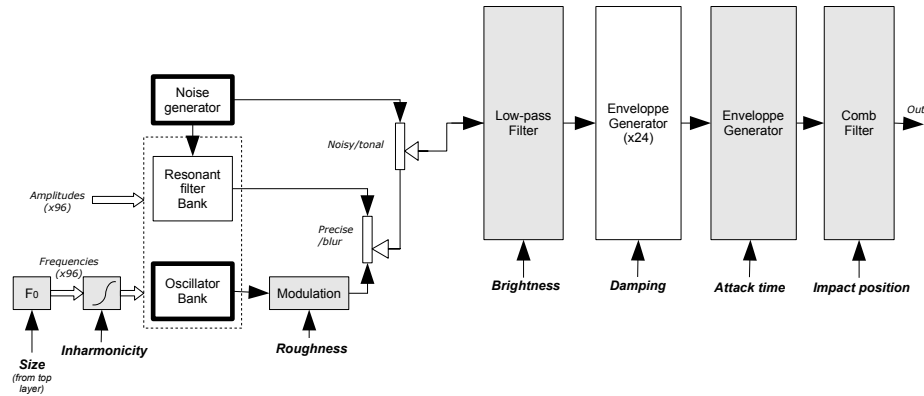 Noise
generator
Noisy/tonal
Resonant
filter
Bank
Amplitudes
(x96)
Precise
/blur
Frequencies
(x96)
F0
Oscillator
Bank
Modulation
Inharmonicity
Roughness
Size
(from top
layer)
Low-pass
Filter
Enveloppe
Generator
(x24)
Enveloppe
Generator
Comb
Filter
Out
Brightness
Damping
Attack time
Impact position